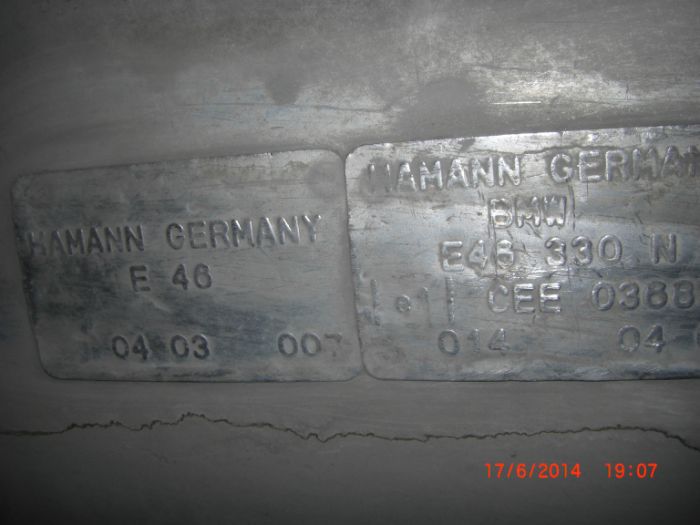 HAMANN GERMANY
E 46
04 03 007
HAMANN GERMANY
BMW
E46 330 N
e1 CEE 0388
014 04
17/6/2014 19:07